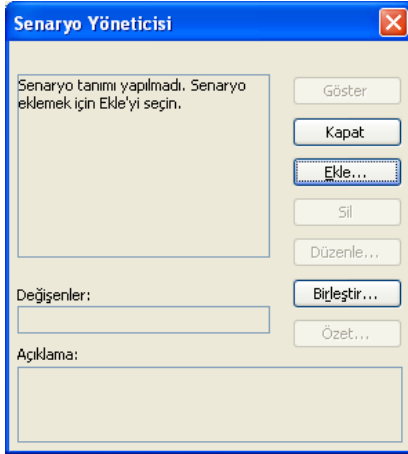 Senaryo Yöneticisi
Senaryo tanımı yapılmadı. Senaryo
eklemek için Ekle'yi seçin.
Göster
Kapat
Ekle...
Sil
Düzenle...
Değişenler:
Birleştir...
Özet...
Açıklama: